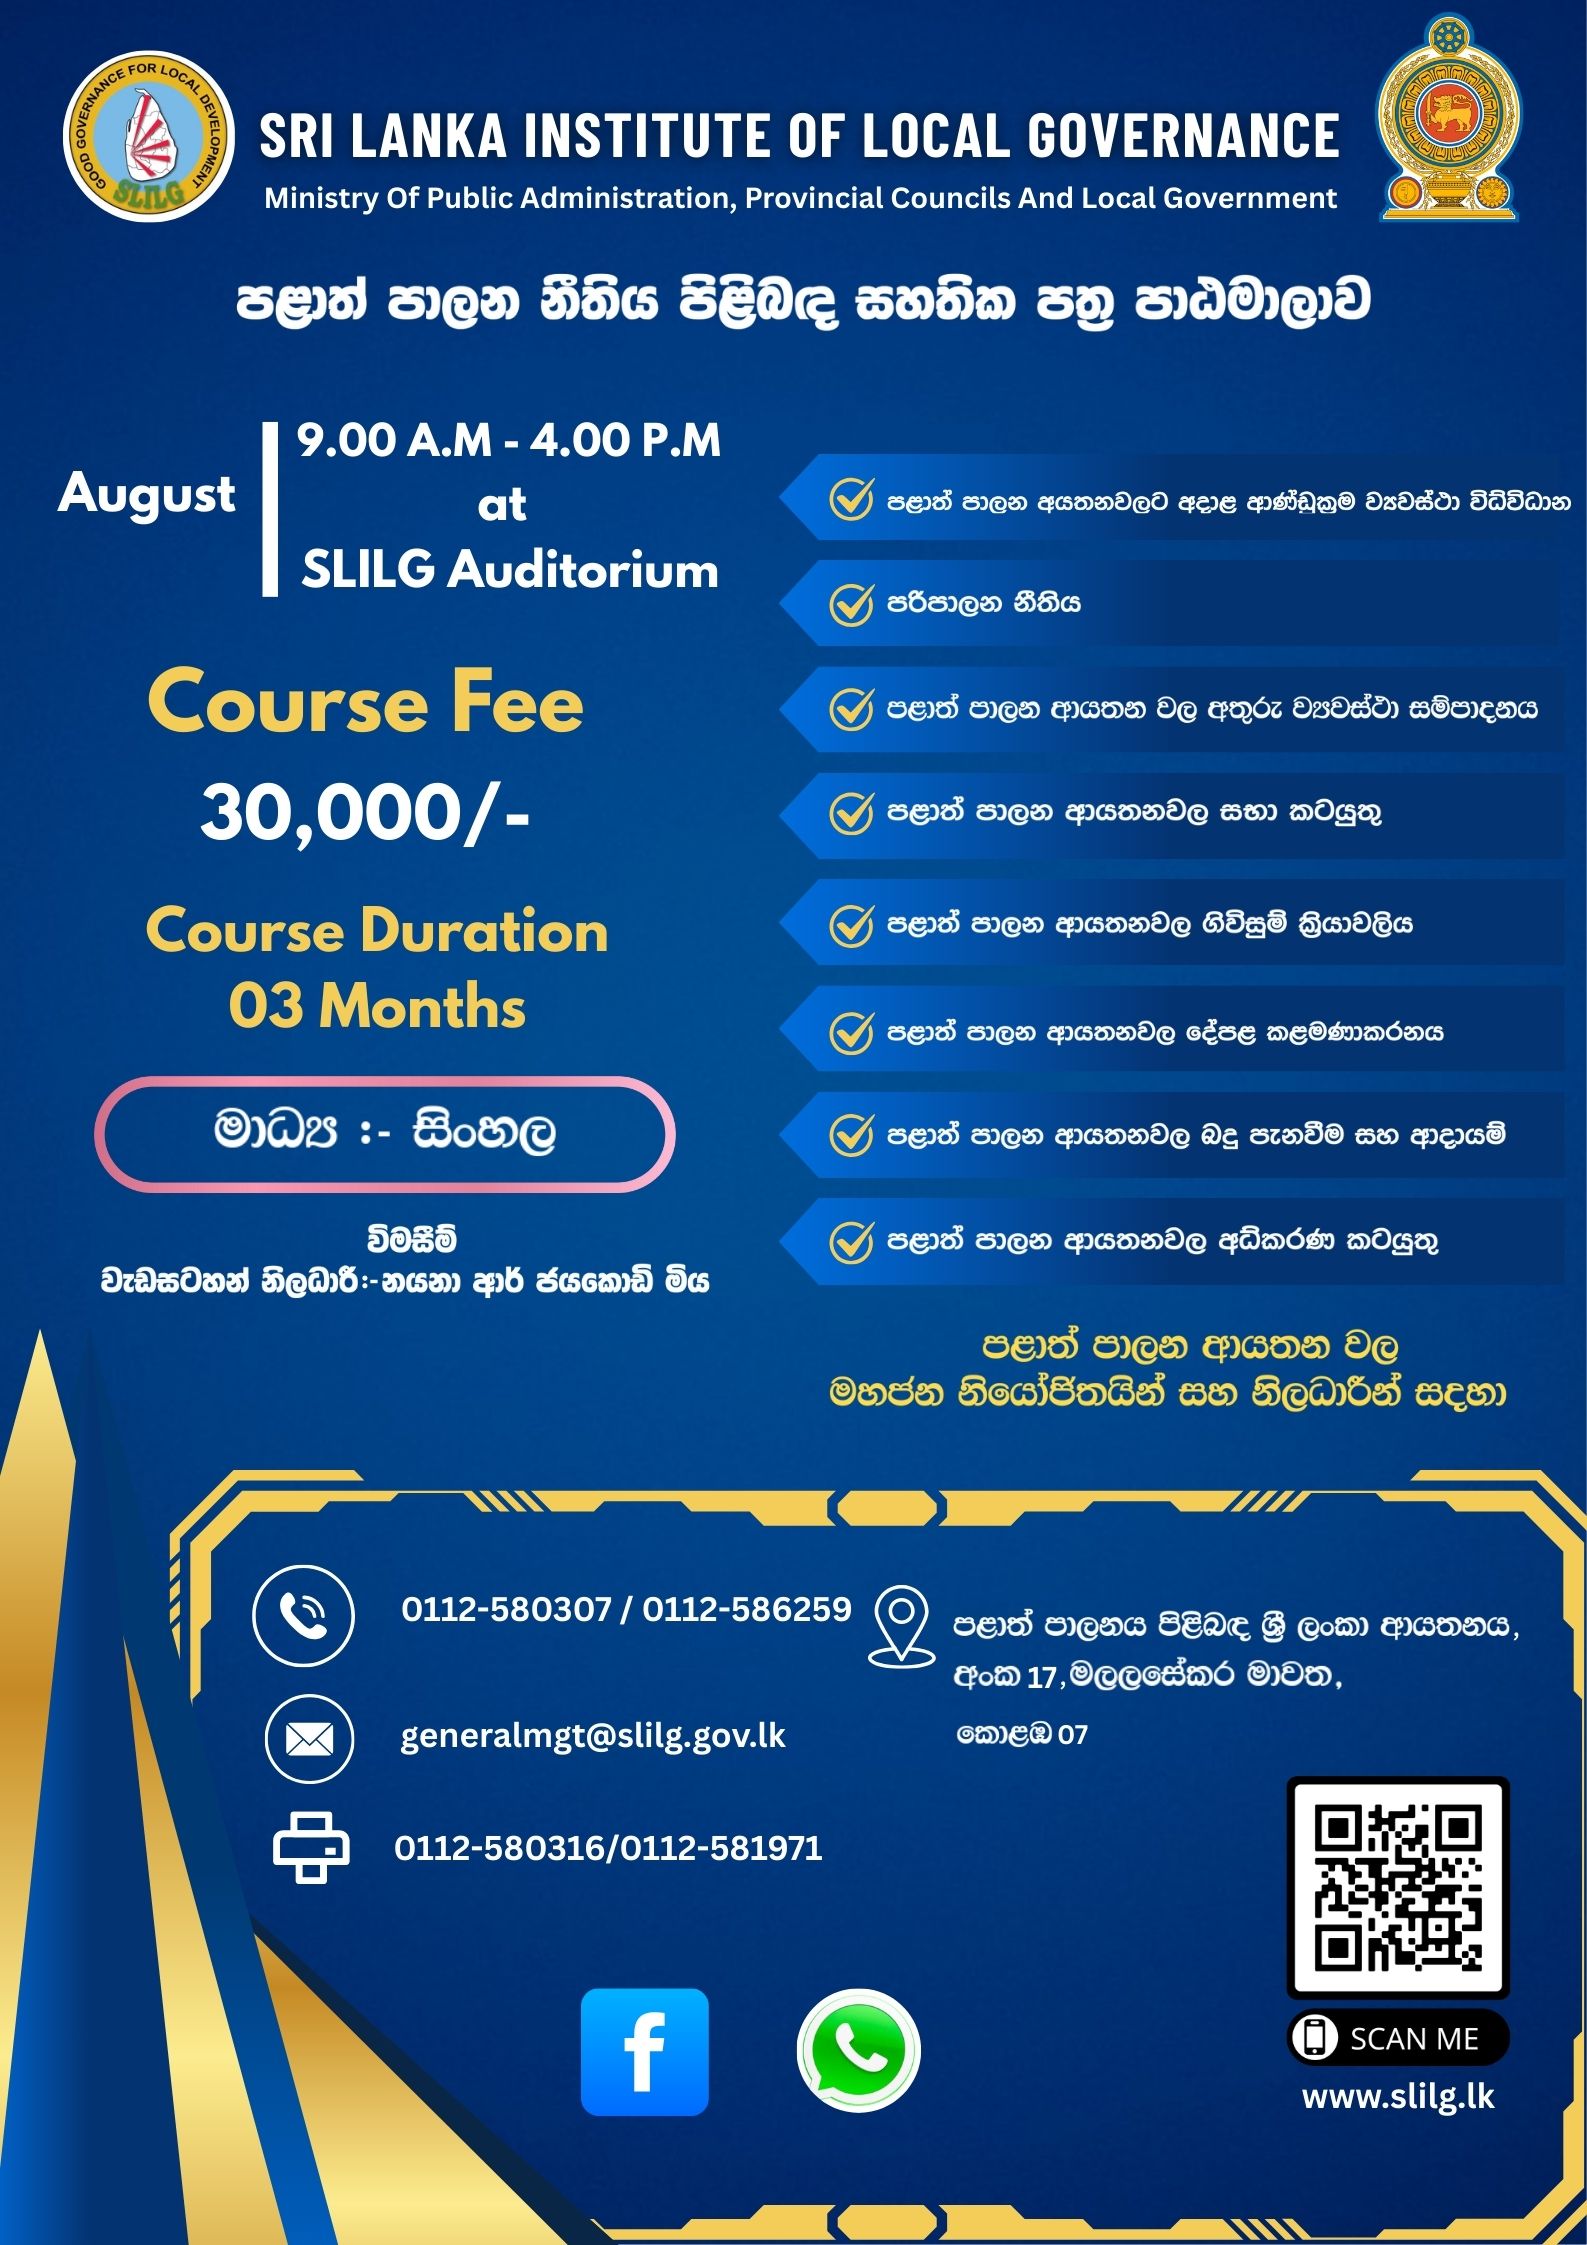 GOOD GOVERNANCE FOR LOCAL DEVELOPMENT
SLILG
SRI LANKA INSTITUTE OF LOCAL GOVERNANCE
Ministry Of Public Administration, Provincial Councils And Local Government
පළාත් පාලන නීතිය පිළිබඳ සහතික පත්‍ර පාඨමාලාව
August
9.00 A.M - 4.00 P.M
at
SLILG Auditorium
Course Fee
30,000/-
Course Duration
03 Months
මාධ්‍ය :- සිංහල
විමසීම්
වැඩසටහන් නිලධාරී:-නයනා ආර් ජයකොඩි මිය
පළාත් පාලන අයතනවලට අදාළ ආණ්ඩුක්‍රම ව්‍යවස්ථා විධිවිධාන
පරිපාලන නීතිය
පළාත් පාලන ආයතන වල අතුරු ව්‍යවස්ථා සම්පාදනය
පළාත් පාලන ආයතනවල සභා කටයුතු
පළාත් පාලන ආයතනවල ගිවිසුම් ක්‍රියාවලිය
පළාත් පාලන ආයතනවල දේපළ කළමණාකරනය
පළාත් පාලන ආයතනවල බදු පැනවීම සහ ආදායම්
පළාත් පාලන ආයතනවල අධිකරණ කටයුතු
පළාත් පාලන ආයතන වල
මහජන නියෝජිතයින් සහ නිලධාරීන් සදහා
0112-580307 / 0112-586259
generalmgt@slilg.gov.lk
0112-580316/0112-581971
පළාත් පාලනය පිළිබඳ ශ්‍රී ලංකා ආයතනය,
අංක 17,මලලසේකර මාවත,
කොළඹ 07
SCAN ME
www.slilg.lk